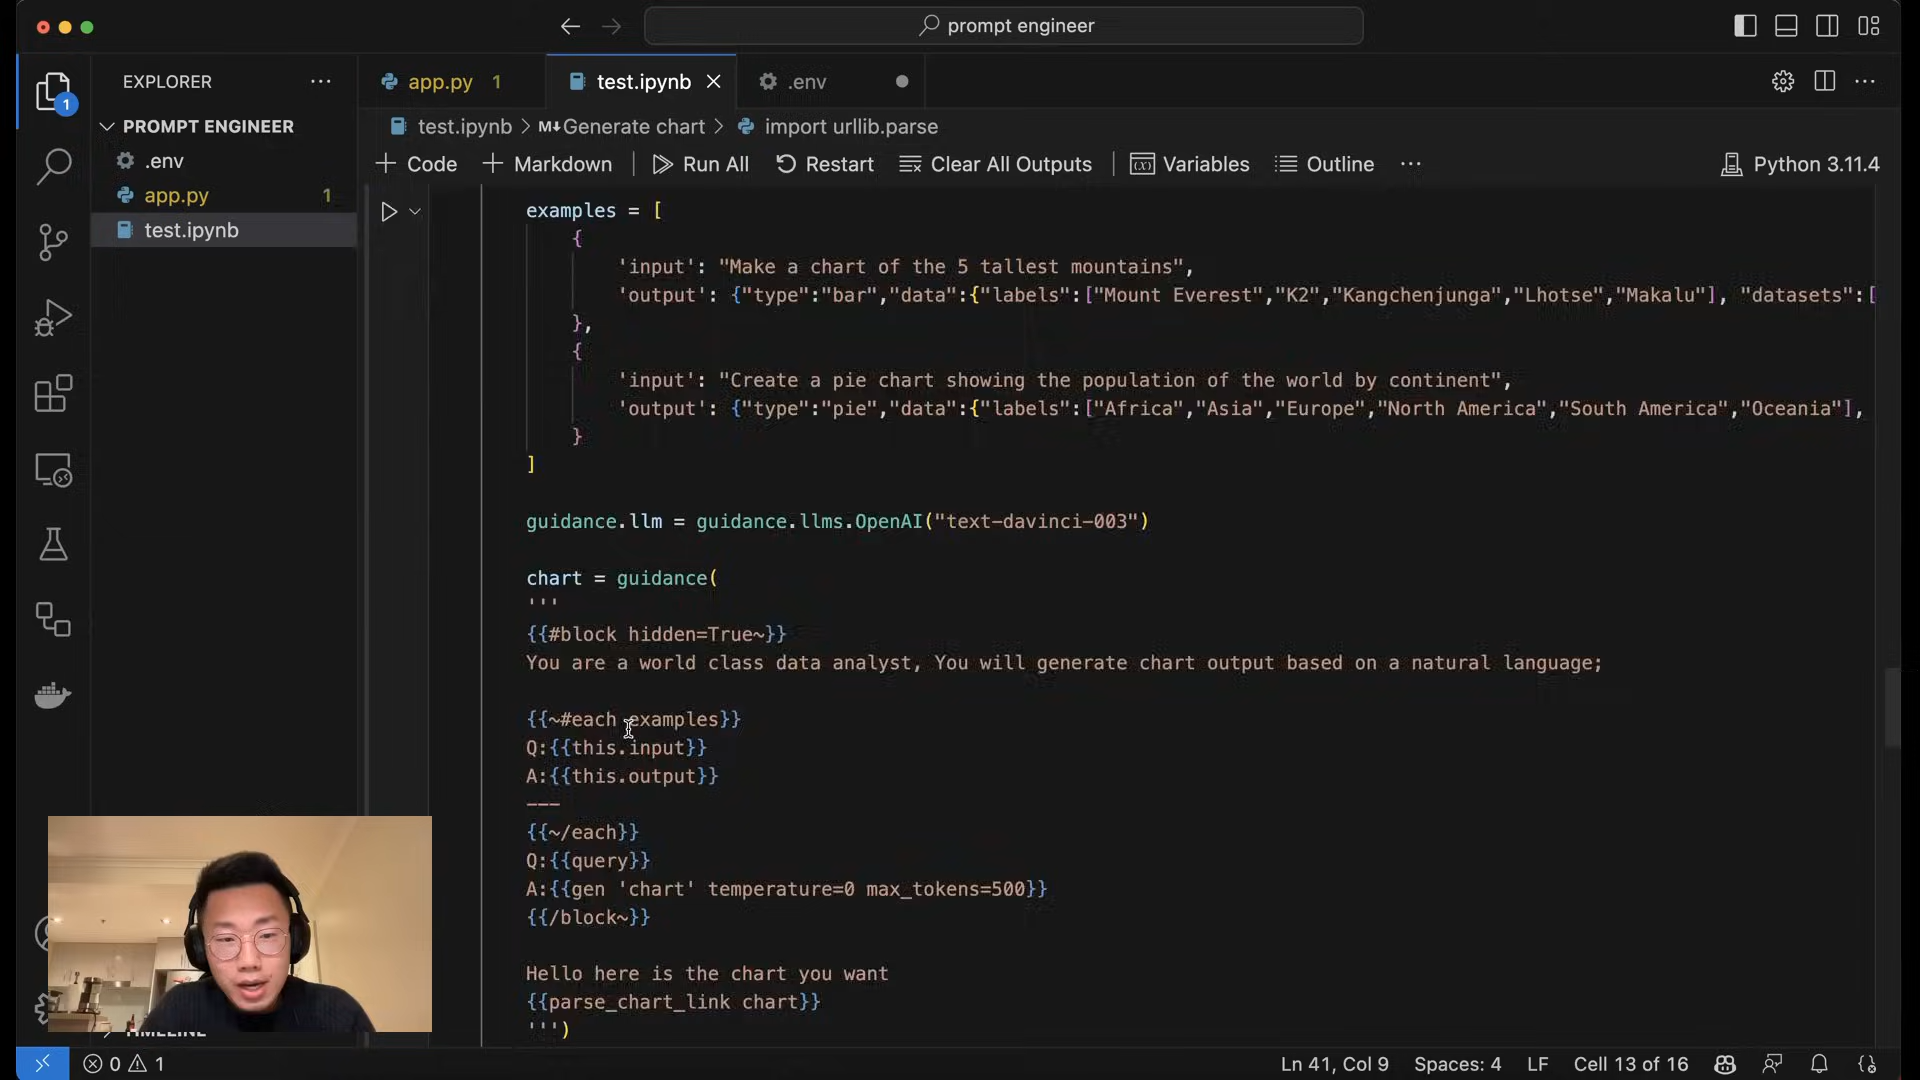 prompt engineer
EXPLORER
app.py 1
test.ipynb
.env
PROMPT ENGINEER
test.ipynb > M↓Generate chart > import urllib.parse
.env
app.py 1
test.ipynb
+ Code + Markdown Run All Restart Clear All Outputs Variables Outline ... Python 3.11.4
1
examples = [
{
'input': "Make a chart of the 5 tallest mountains",
'output': {"type":"bar","data":{"labels":["Mount Everest","K2","Kangchenjunga","Lhotse","Makalu"], "datasets":[
},
{
'input': "Create a pie chart showing the population of the world by continent",
'output': {"type":"pie","data":{"labels":["Africa","Asia","Europe","North America","South America","Oceania"],
}
]
guidance.llm = guidance.llms.OpenAI("text-davinci-003")
chart = guidance(
'''
{{#block hidden=True~}}
You are a world class data analyst, You will generate chart output based on a natural language;
{{~#each examples}}
Q:{{this.input}}
A:{{this.output}}
---
{{~/each}}
Q:{{query}}
A:{{gen 'chart' temperature=0 max_tokens=500}}
{{/block~}}
Hello here is the chart you want
{{parse_chart_link chart}}
''')
TIMELINE
0 1
Ln 41, Col 9 Spaces: 4 LF Cell 13 of 16